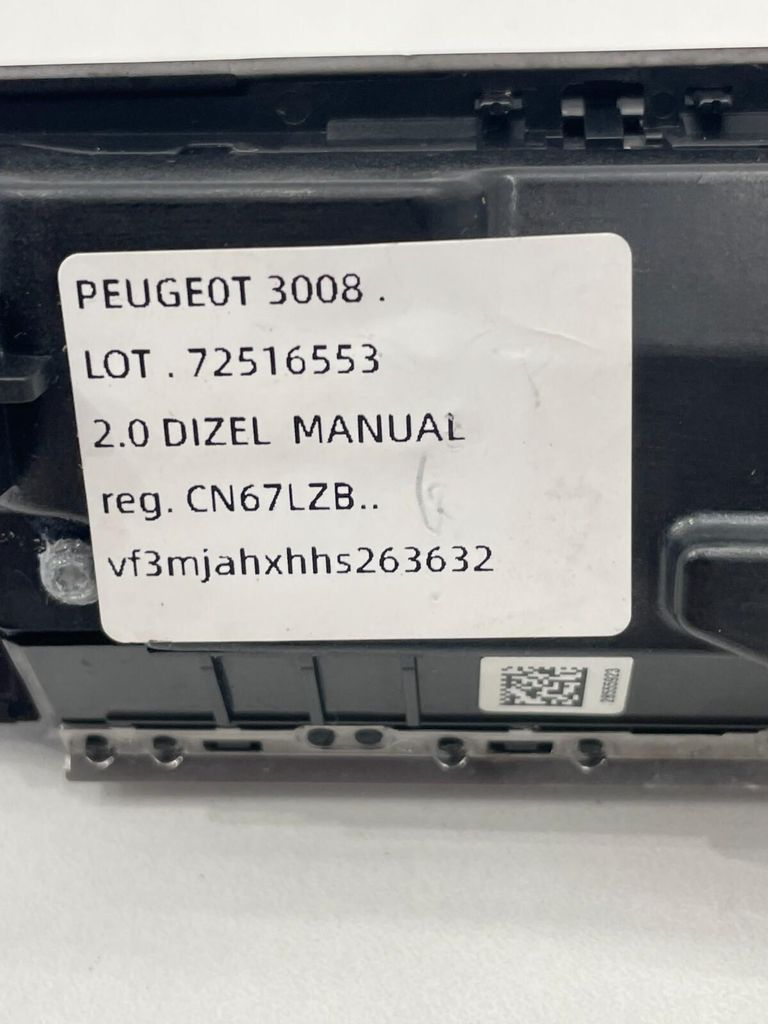 PEUGEOT 3008 .
LOT . 72516553
2.0 DIZEL MANUAL
reg. CN67LZB..
vf3mjahxhhs263632